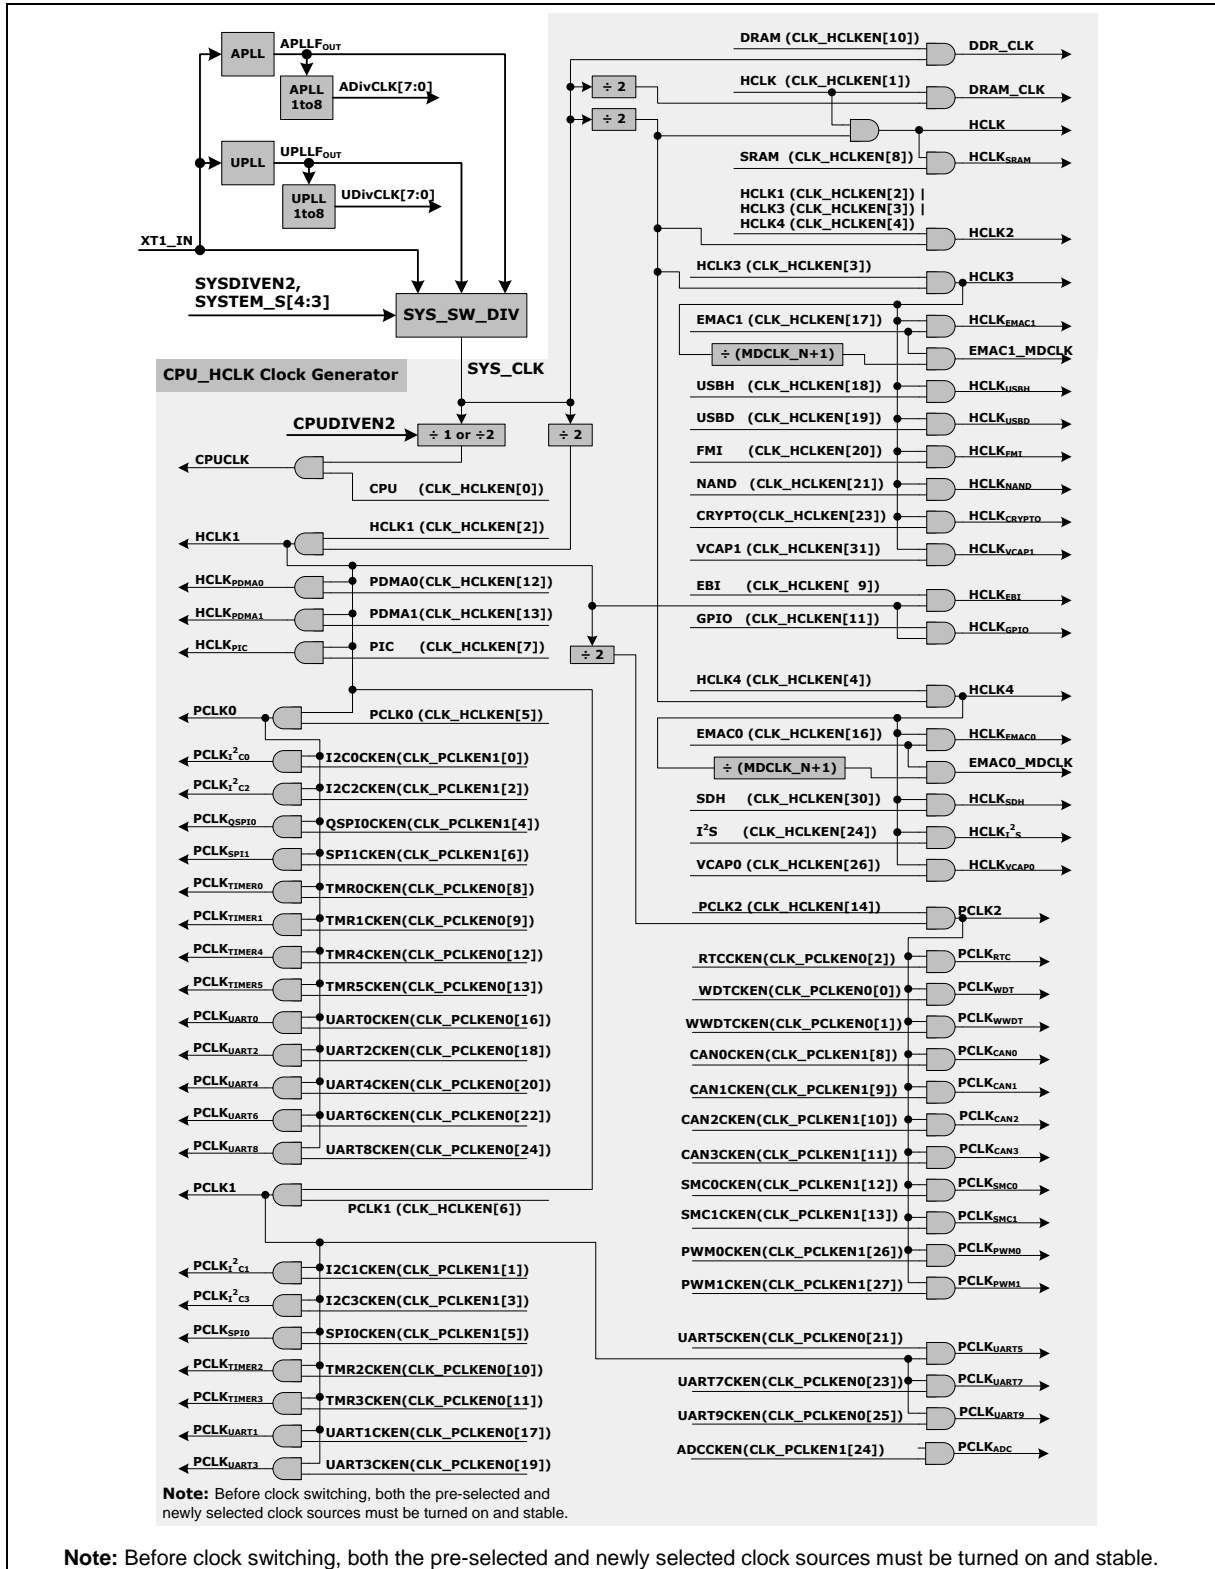 APLL
APLLFOUT
APLL
1to8
ADivCLK[7:0]
UPLL
UPLLFOUT
UPLL
1to8
UDivCLK[7:0]
XT1_IN
SYSDIVEN2,
SYSTEM_S[4:3]
SYS_SW_DIV
SYS_CLK
CPU_HCLK Clock Generator
CPUDIVEN2
÷ 1 or ÷2
÷ 2
CPUCLK
CPU (CLK_HCLKEN[0])
HCLK1 (CLK_HCLKEN[2])
HCLK1
HCLKPDMA0
PDMA0(CLK_HCLKEN[12])
HCLKPDMA1
PDMA1(CLK_HCLKEN[13])
HCLKPIC
PIC (CLK_HCLKEN[7])
÷ 2
PCLK0
PCLK0 (CLK_HCLKEN[5])
PCLKI²C0
I2C0CKEN(CLK_PCLKEN1[0])
PCLKI²C2
I2C2CKEN(CLK_PCLKEN1[2])
PCLKQSPI0
QSPI0CKEN(CLK_PCLKEN1[4])
PCLKSPI1
SPI1CKEN(CLK_PCLKEN1[6])
PCLKTIMER0
TMR0CKEN(CLK_PCLKEN0[8])
PCLKTIMER1
TMR1CKEN(CLK_PCLKEN0[9])
PCLKTIMER4
TMR4CKEN(CLK_PCLKEN0[12])
PCLKTIMER5
TMR5CKEN(CLK_PCLKEN0[13])
PCLKUART0
UART0CKEN(CLK_PCLKEN0[16])
PCLKUART2
UART2CKEN(CLK_PCLKEN0[18])
PCLKUART4
UART4CKEN(CLK_PCLKEN0[20])
PCLKUART6
UART6CKEN(CLK_PCLKEN0[22])
PCLKUART8
UART8CKEN(CLK_PCLKEN0[24])
PCLK1
PCLK1 (CLK_HCLKEN[6])
PCLKI²C1
I2C1CKEN(CLK_PCLKEN1[1])
PCLKI²C3
I2C3CKEN(CLK_PCLKEN1[3])
PCLKSPI0
SPI0CKEN(CLK_PCLKEN1[5])
PCLKTIMER2
TMR2CKEN(CLK_PCLKEN0[10])
PCLKTIMER3
TMR3CKEN(CLK_PCLKEN0[11])
PCLKUART1
UART1CKEN(CLK_PCLKEN0[17])
PCLKUART3
UART3CKEN(CLK_PCLKEN0[19])
Note: Before clock switching, both the pre-selected and
newly selected clock sources must be turned on and stable.
DRAM (CLK_HCLKEN[10])
DDR_CLK
÷ 2
HCLK (CLK_HCLKEN[1])
DRAM_CLK
÷ 2
HCLK
SRAM (CLK_HCLKEN[8])
HCLKSRAM
HCLK1 (CLK_HCLKEN[2]) |
HCLK3 (CLK_HCLKEN[3]) |
HCLK4 (CLK_HCLKEN[4])
HCLK2
HCLK3 (CLK_HCLKEN[3])
HCLK3
EMAC1 (CLK_HCLKEN[17])
HCLKEMAC1
÷ (MDCLK_N+1)
EMAC1_MDCLK
USBH (CLK_HCLKEN[18])
HCLKUSBH
USBD (CLK_HCLKEN[19])
HCLKUSBD
FMI (CLK_HCLKEN[20])
HCLKFMI
NAND (CLK_HCLKEN[21])
HCLKNAND
CRYPTO(CLK_HCLKEN[23])
HCLKCRYPTO
VCAP1 (CLK_HCLKEN[31])
HCLKVCAP1
EBI (CLK_HCLKEN[ 9])
HCLKEBI
GPIO (CLK_HCLKEN[11])
HCLKGPIO
HCLK4 (CLK_HCLKEN[4])
HCLK4
EMAC0 (CLK_HCLKEN[16])
HCLKEMAC0
÷ (MDCLK_N+1)
EMAC0_MDCLK
SDH (CLK_HCLKEN[30])
HCLKSDH
I²S (CLK_HCLKEN[24])
HCLKI²S
VCAP0 (CLK_HCLKEN[26])
HCLKVCAP0
PCLK2 (CLK_HCLKEN[14])
PCLK2
RTCCKEN(CLK_PCLKEN0[2])
PCLKRTC
WDTCKEN(CLK_PCLKEN0[0])
PCLKWDT
WWDTCKEN(CLK_PCLKEN0[1])
PCLKWWDT
CAN0CKEN(CLK_PCLKEN1[8])
PCLKCAN0
CAN1CKEN(CLK_PCLKEN1[9])
PCLKCAN1
CAN2CKEN(CLK_PCLKEN1[10])
PCLKCAN2
CAN3CKEN(CLK_PCLKEN1[11])
PCLKCAN3
SMC0CKEN(CLK_PCLKEN1[12])
PCLKSMC0
SMC1CKEN(CLK_PCLKEN1[13])
PCLKSMC1
PWM0CKEN(CLK_PCLKEN1[26])
PCLKPWM0
PWM1CKEN(CLK_PCLKEN1[27])
PCLKPWM1
UART5CKEN(CLK_PCLKEN0[21])
PCLKUART5
UART7CKEN(CLK_PCLKEN0[23])
PCLKUART7
UART9CKEN(CLK_PCLKEN0[25])
PCLKUART9
ADCCKEN(CLK_PCLKEN1[24])
PCLKADC
Note: Before clock switching, both the pre-selected and newly selected clock sources must be turned on and stable.